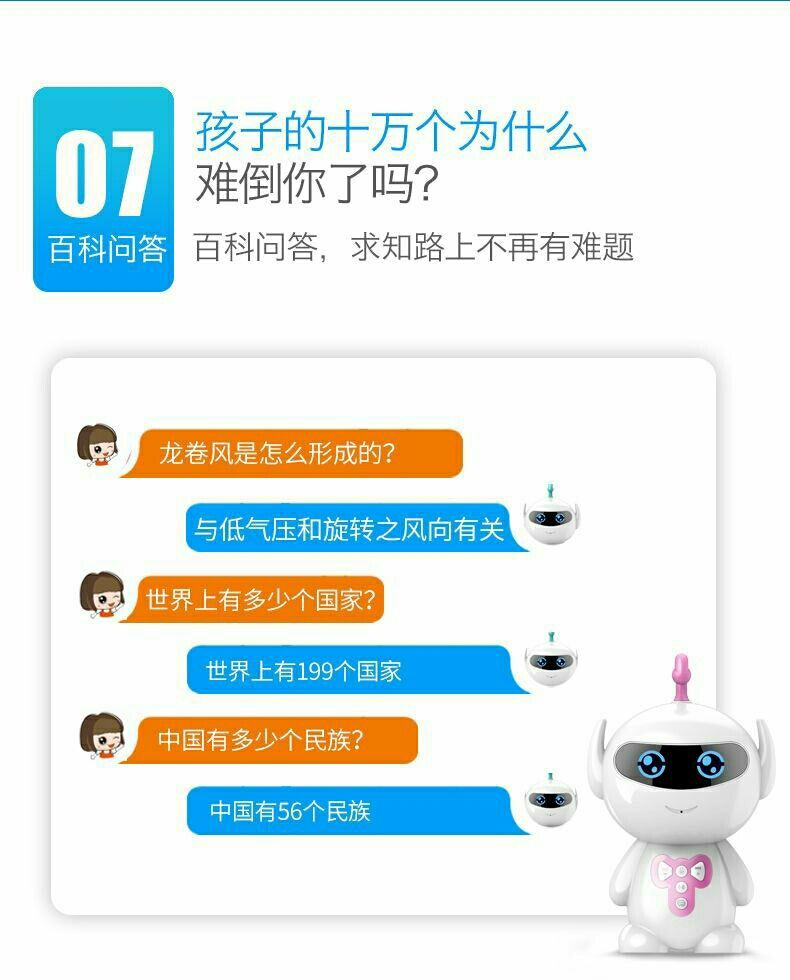 07
百科问答
孩子的十万个为什么
难倒你了吗?
百科问答，求知路上不再有难题
龙卷风是怎么形成的?
与低气压和旋转之风向有关
世界上有多少个国家?
世界上有199个国家
中国有多少个民族?
中国有56个民族